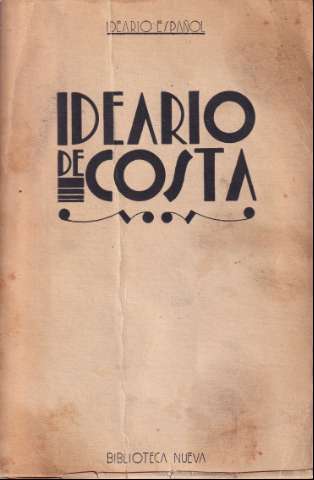 IDEARIO ESPAÑOL
IDEARIO
DE COSTA
BIBLIOTECA NUEVA